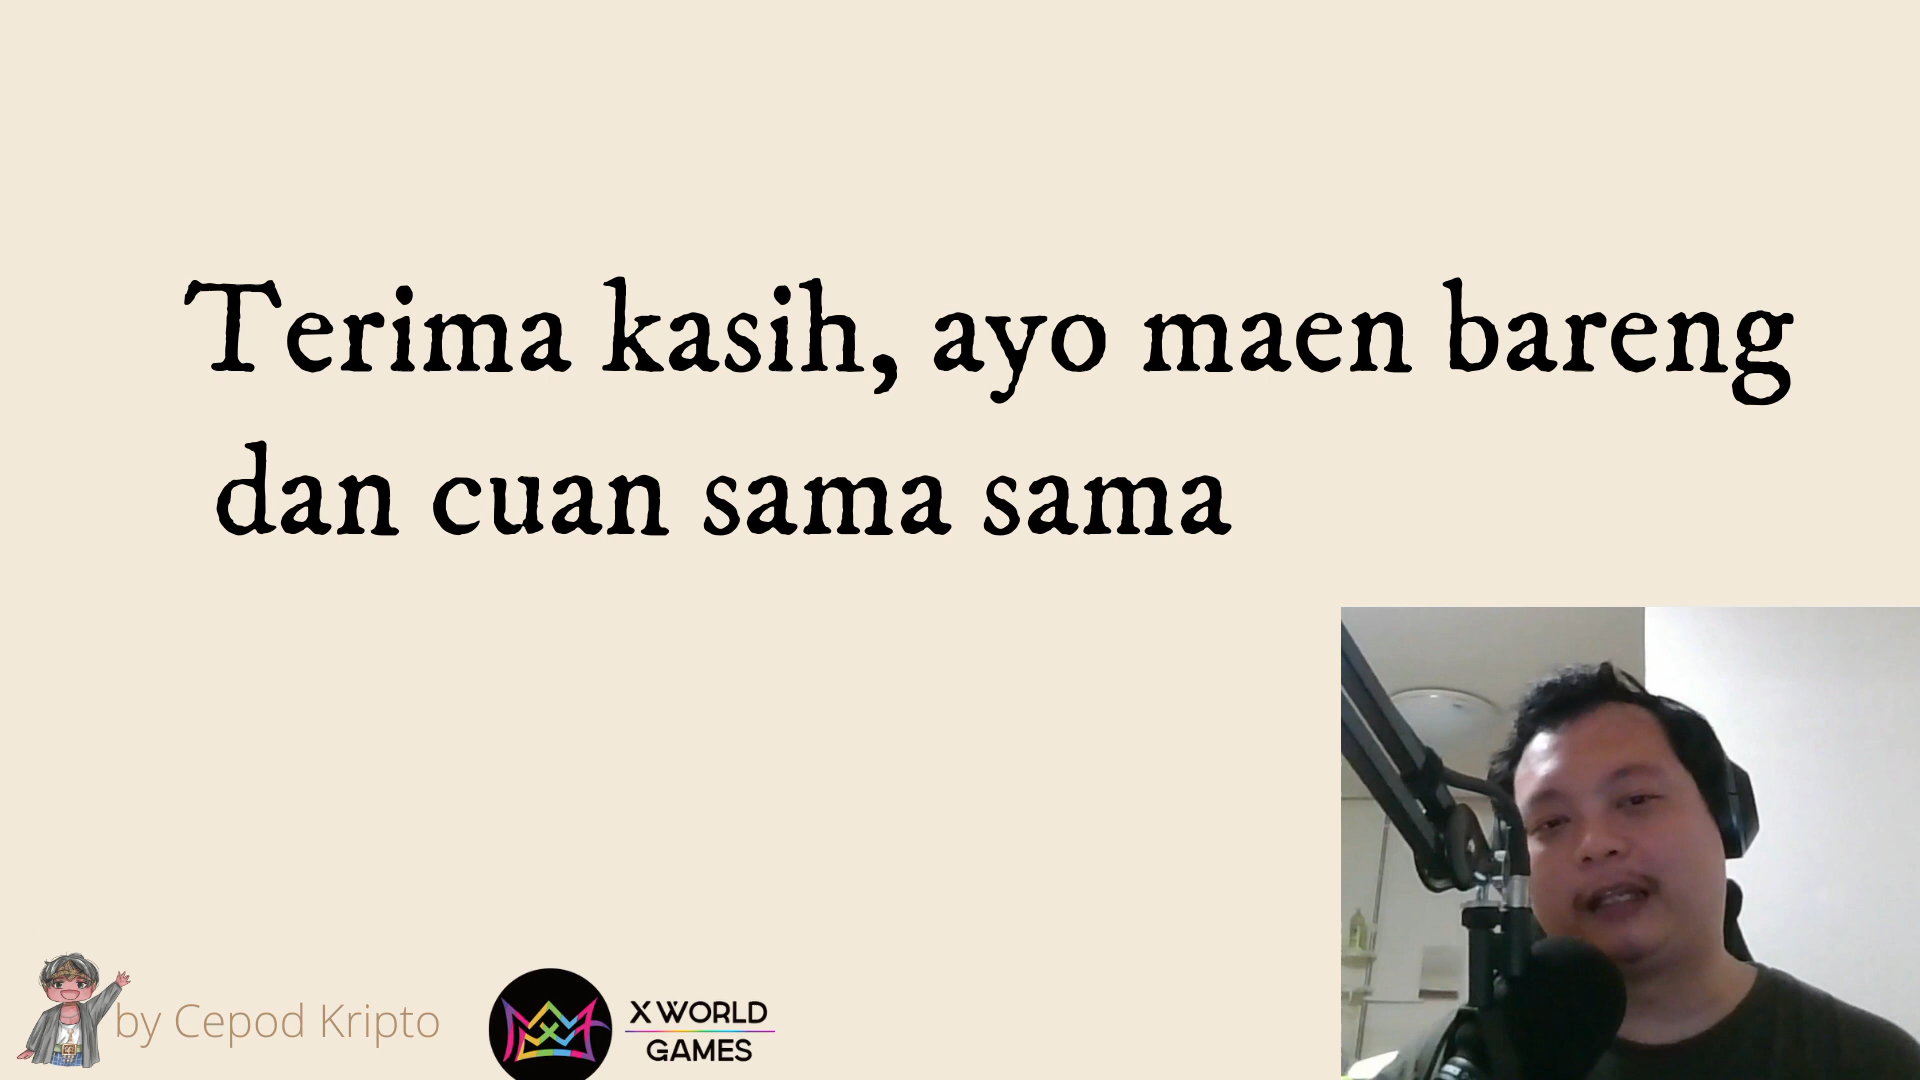 Terima kasih, ayo maen bareng
dan cuan sama sama
by Cepod Kripto
X WORLD
GAMES